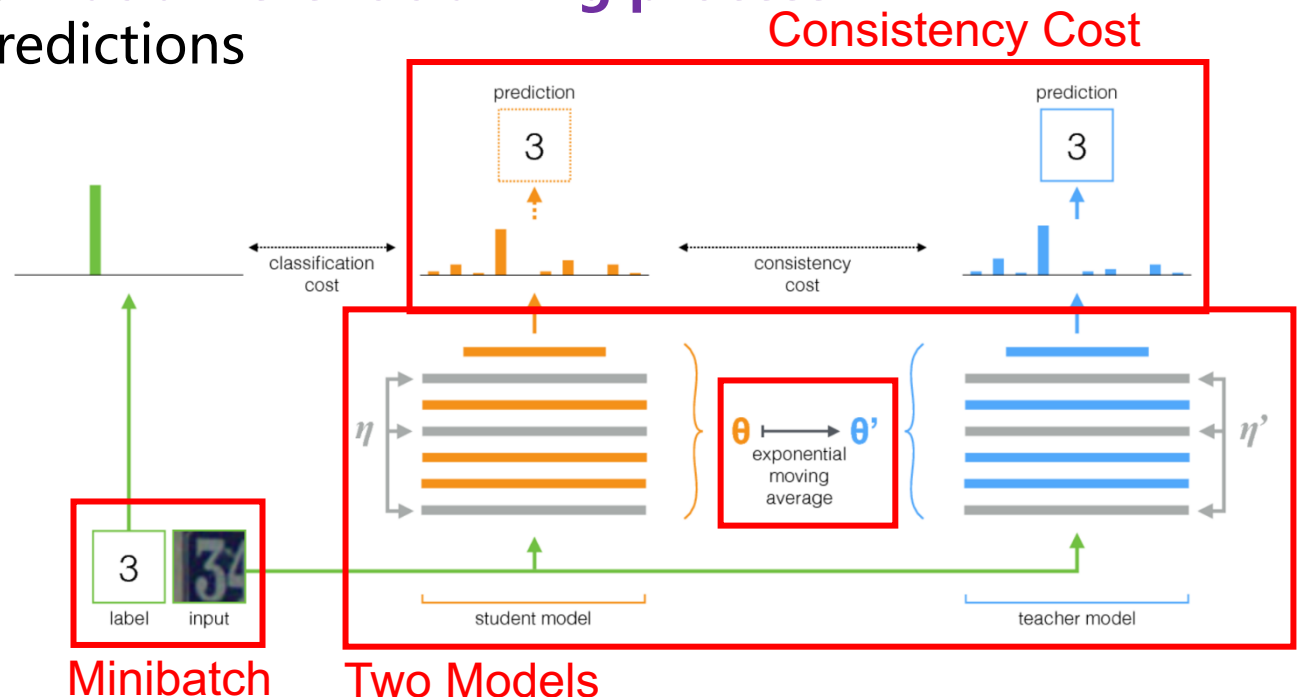 redictions
Consistency Cost
prediction
prediction
3
3
classification
cost
consistency
cost
η
θ
θ’
exponential
moving
average
η’
3
34
label
input
student model
teacher model
Minibatch
Two Models